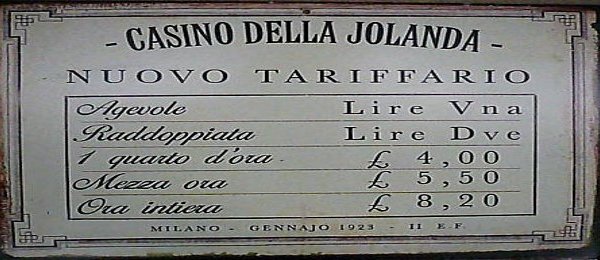 - CASINO DELLA JOLANDA -
NUOVO TARIFFARIO
Agevole Lire Vna
Raddoppiata Lire Dve
1 quarto d'ora. £ 4,00
Mezza ora £ 5,50
Ora intiera £ 8,20
MILANO - GENNAJO 1923 - II E.F.